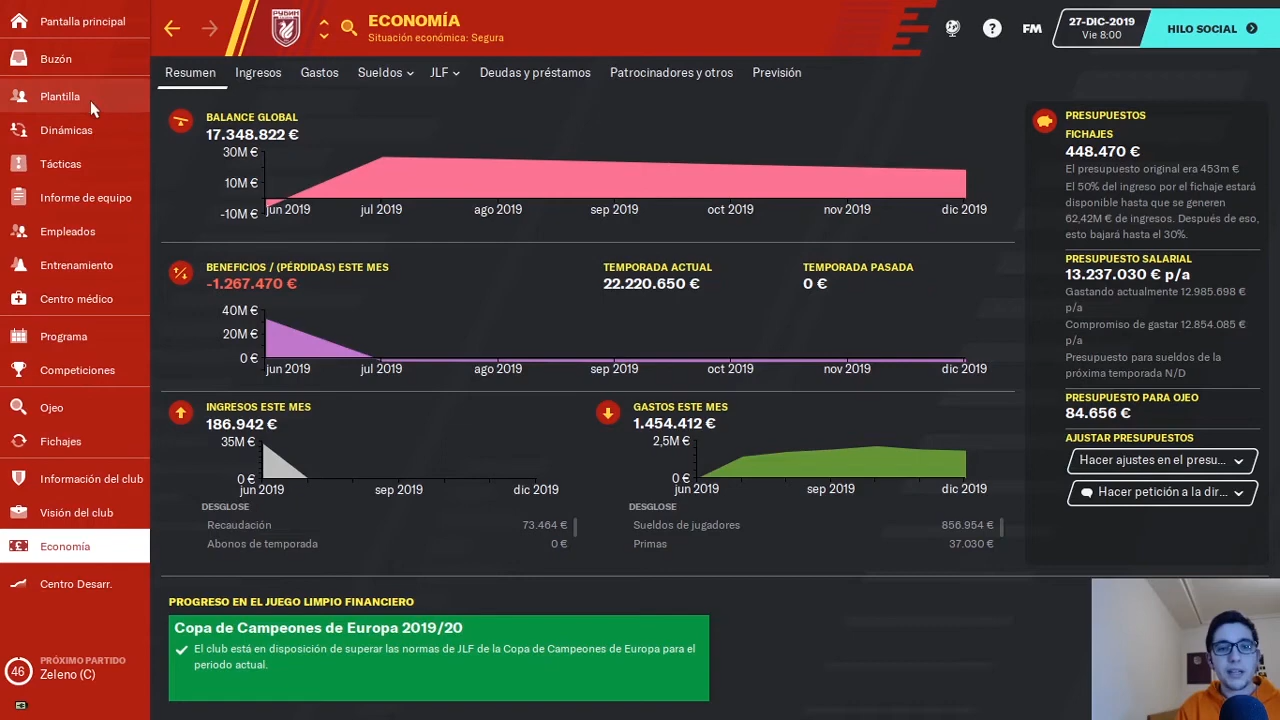 Pantalla principal
Buzón
Plantilla
Dinámicas
Tácticas
Informe de equipo
Empleados
Entrenamiento
Centro médico
Programa
Competiciones
Ojeo
Fichajes
Información del club
Visión del club
Economía
Centro Desarr.
46
PRÓXIMO PARTIDO
Zeleno (C)
РУБИН
ECONOMÍA
Situación económica: Segura
?
FM
27-DIC-2019
Vie 8:00
HILO SOCIAL
Resumen
Ingresos
Gastos
Sueldos
JLF
Deudas y préstamos
Patrocinadores y otros
Previsión
BALANCE GLOBAL
17.348.822 €
30M €
10M €
-10M €
jun 2019
jul 2019
ago 2019
sep 2019
oct 2019
nov 2019
dic 2019
BENEFICIOS / (PÉRDIDAS) ESTE MES
-1.267.470 €
TEMPORADA ACTUAL
22.220.650 €
TEMPORADA PASADA
0 €
40M €
20M €
0 €
jun 2019
jul 2019
ago 2019
sep 2019
oct 2019
nov 2019
dic 2019
INGRESOS ESTE MES
186.942 €
35M €
0 €
jun 2019
sep 2019
dic 2019
DESGLOSE
Recaudación 73.464 €
Abonos de temporada 0 €
GASTOS ESTE MES
1.454.412 €
2,5M €
0 €
jun 2019
sep 2019
dic 2019
DESGLOSE
Sueldos de jugadores 856.954 €
Primas 37.030 €
PROGRESO EN EL JUEGO LIMPIO FINANCIERO
Copa de Campeones de Europa 2019/20
El club está en disposición de superar las normas de JLF de la Copa de Campeones de Europa para el
periodo actual.
PRESUPUESTOS
FICHAJES
448.470 €
El presupuesto original era 453m €
El 50% del ingreso por el fichaje estará
disponible hasta que se generen
62,42M € de ingresos. Después de eso,
esto bajará hasta el 30%.
PRESUPUESTO SALARIAL
13.237.030 € p/a
Gastando actualmente 12.985.698 €
p/a
Compromiso de gastar 12.854.085 €
p/a
Presupuesto para sueldos de la
próxima temporada N/D
PRESUPUESTO PARA OJEO
84.656 €
AJUSTAR PRESUPUESTOS
Hacer ajustes en el presu...
Hacer petición a la dir...